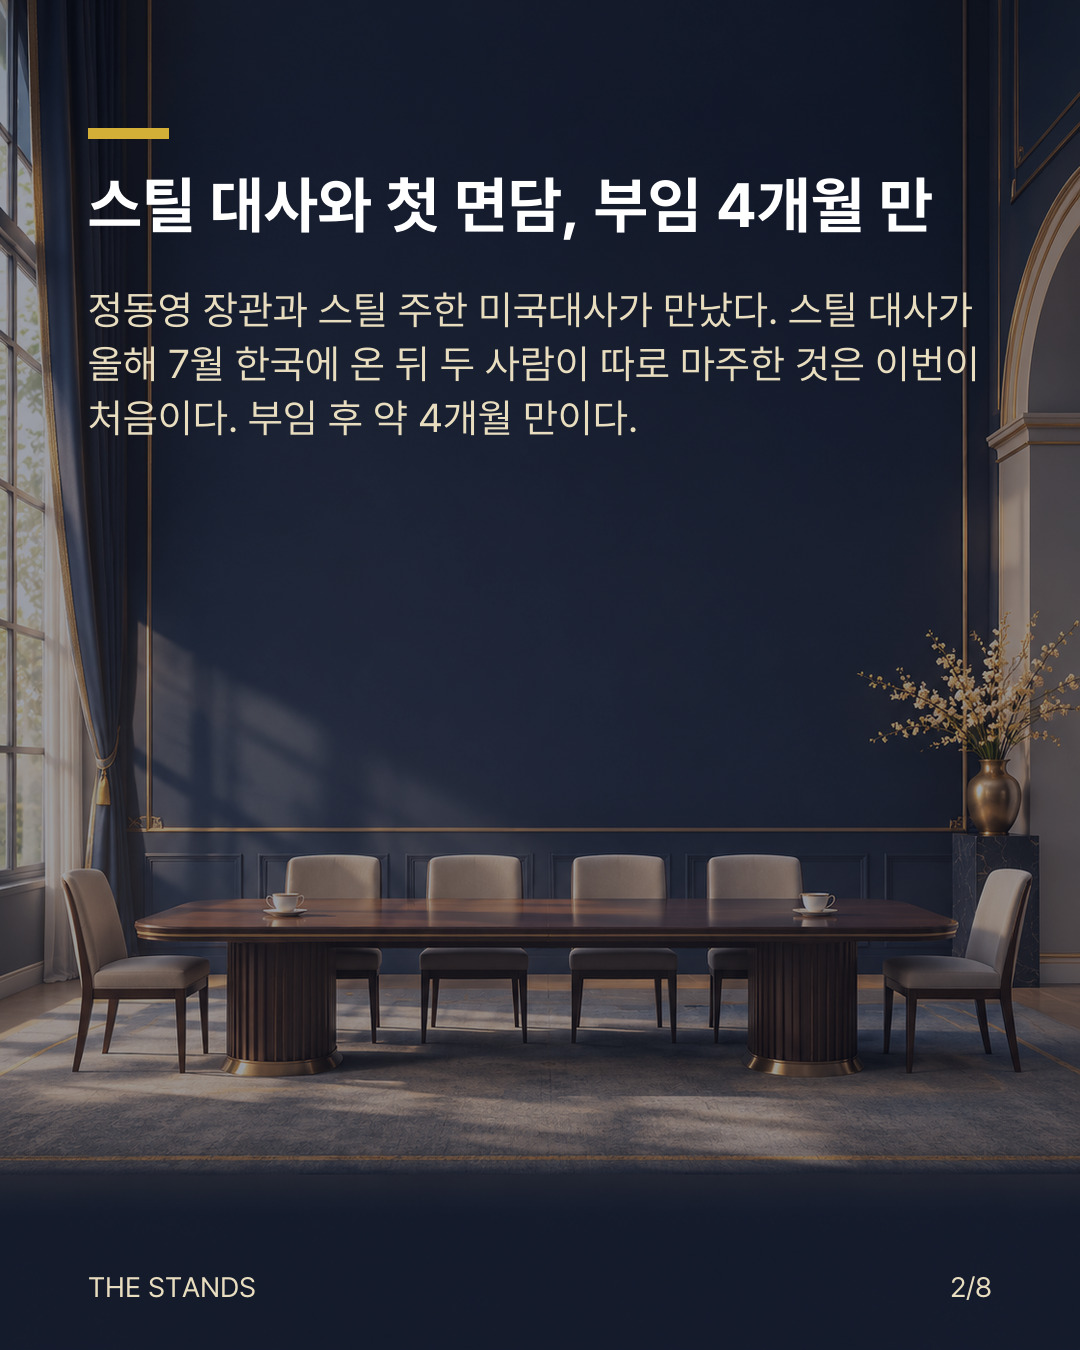 스틸 대사와 첫 면담, 부임 4개월 만
정동영 장관과 스틸 주한 미국대사가 만났다. 스틸 대사가
올해 7월 한국에 온 뒤 두 사람이 따로 마주한 것은 이번이
처음이다. 부임 후 약 4개월 만이다.
THE STANDS
2/8